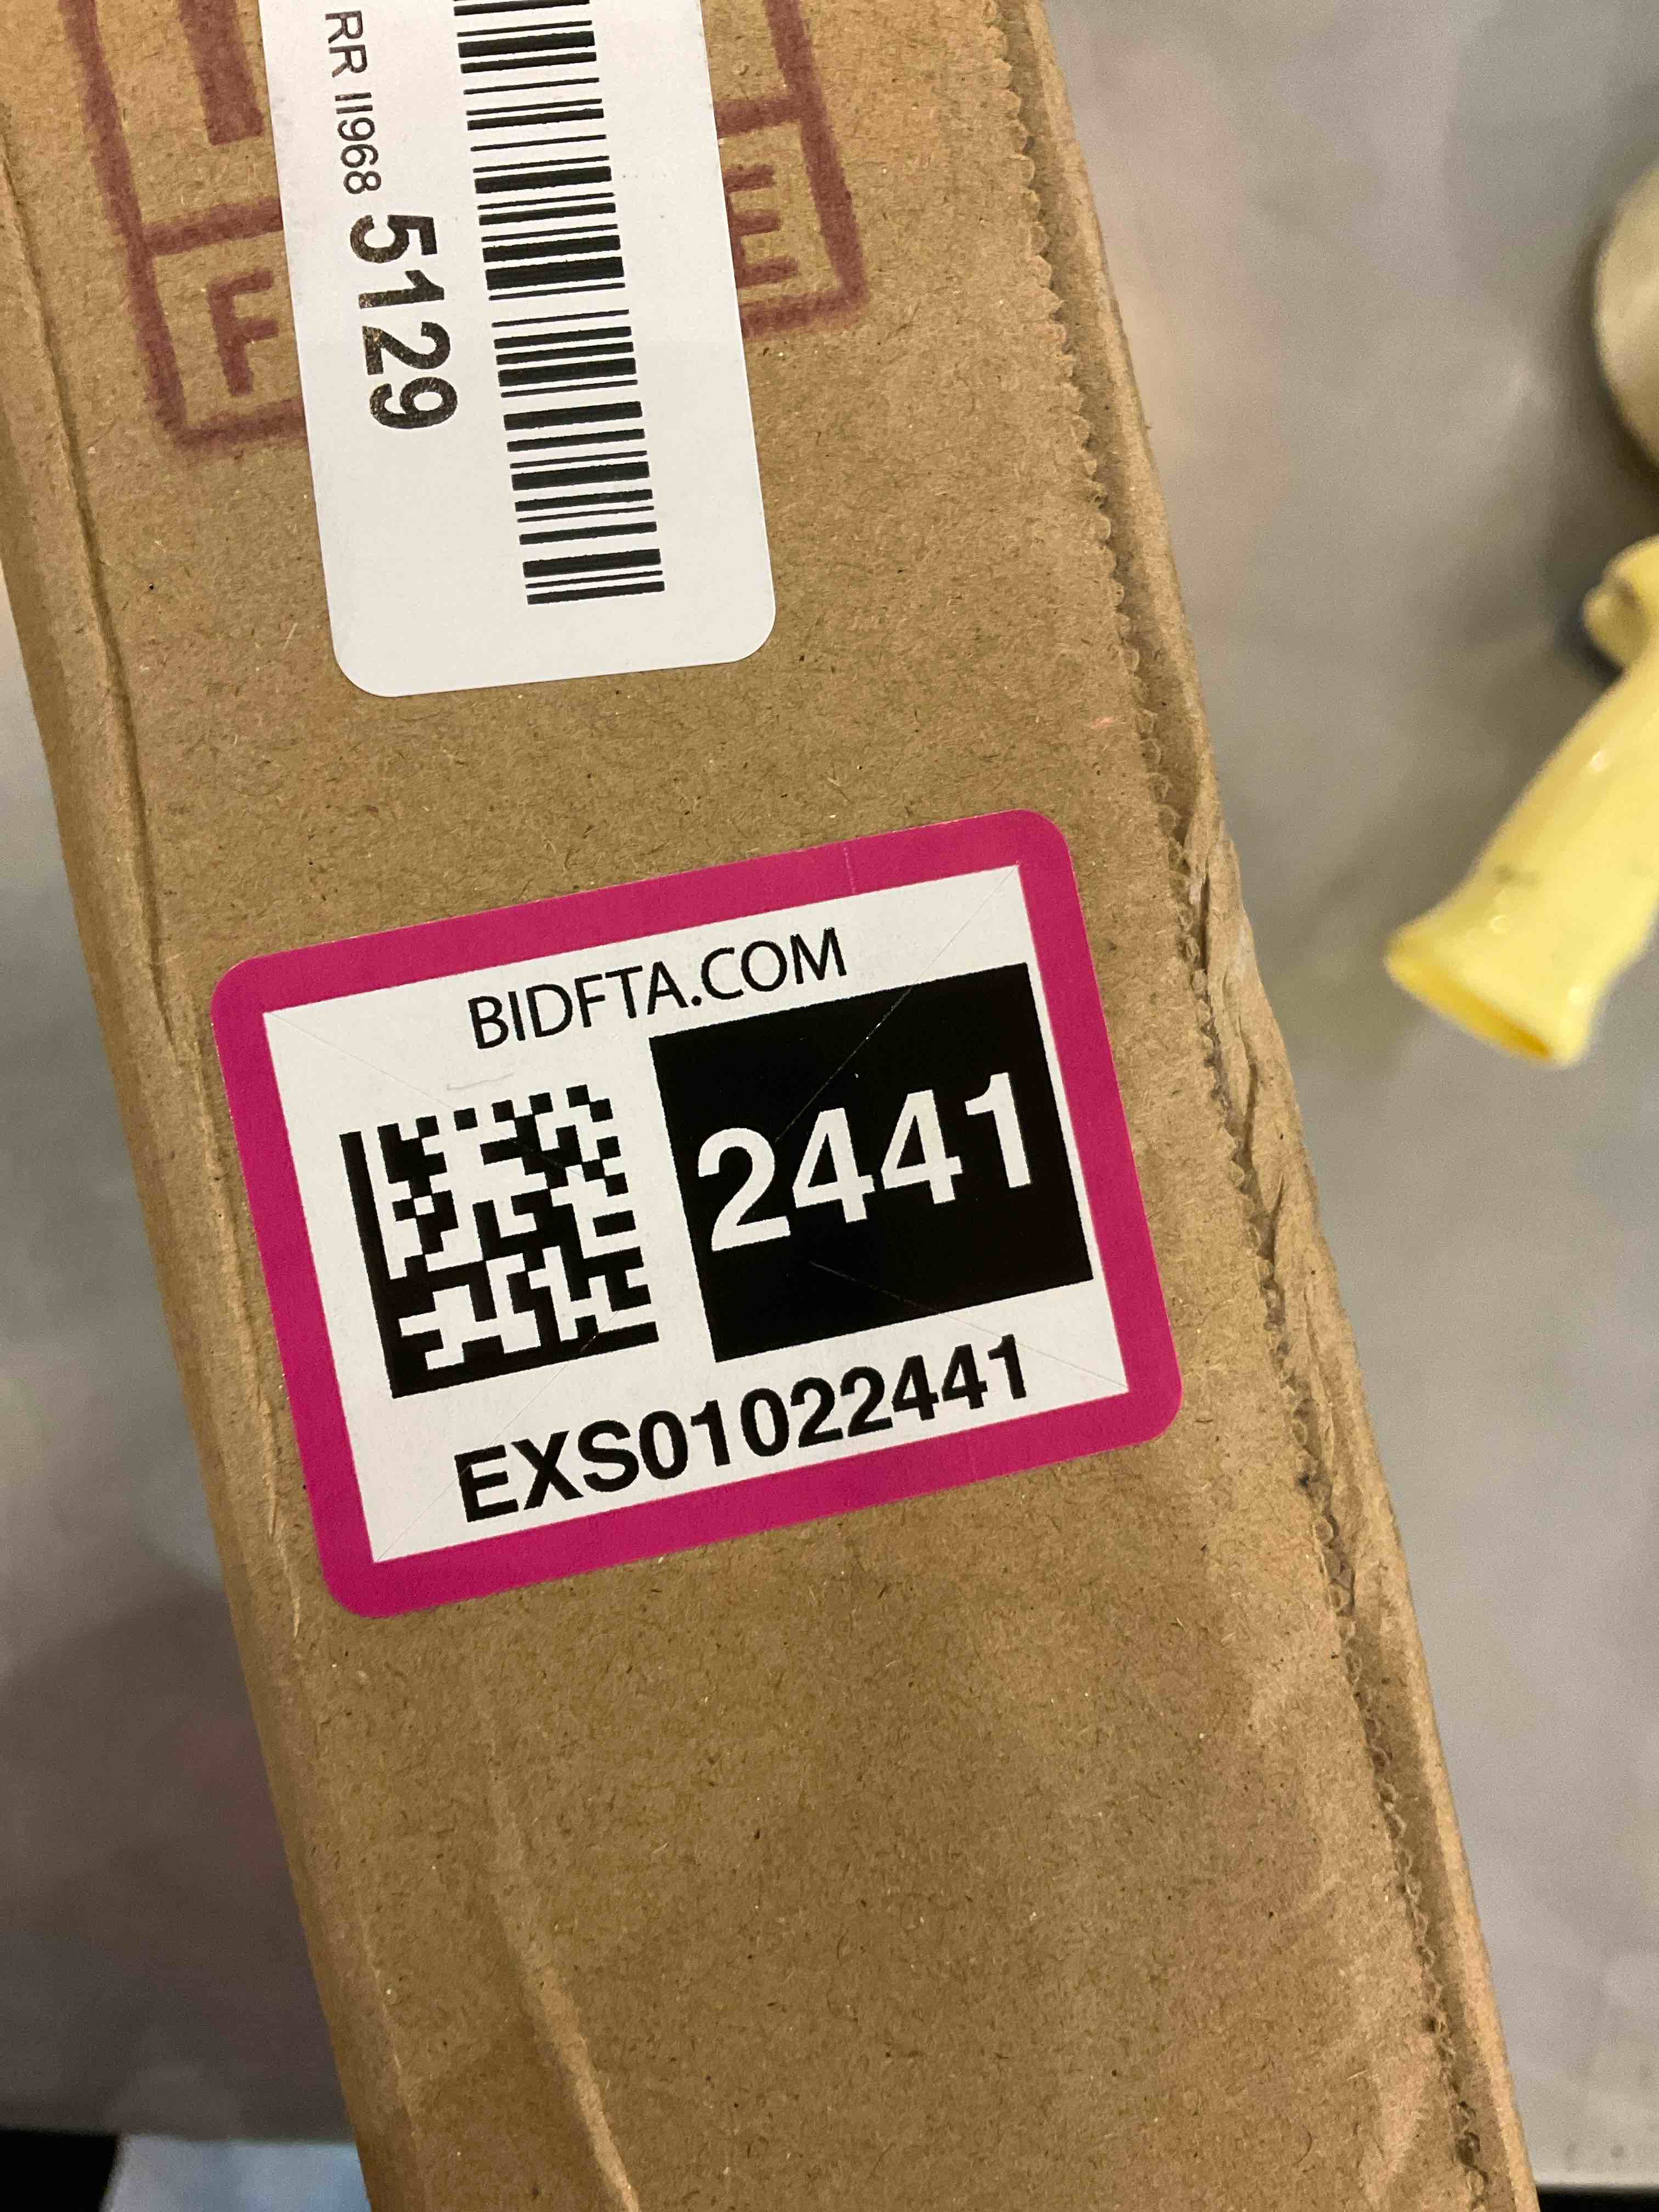 RR II968 5129
F
E
BIDFTA.COM
2441
EXS01022441